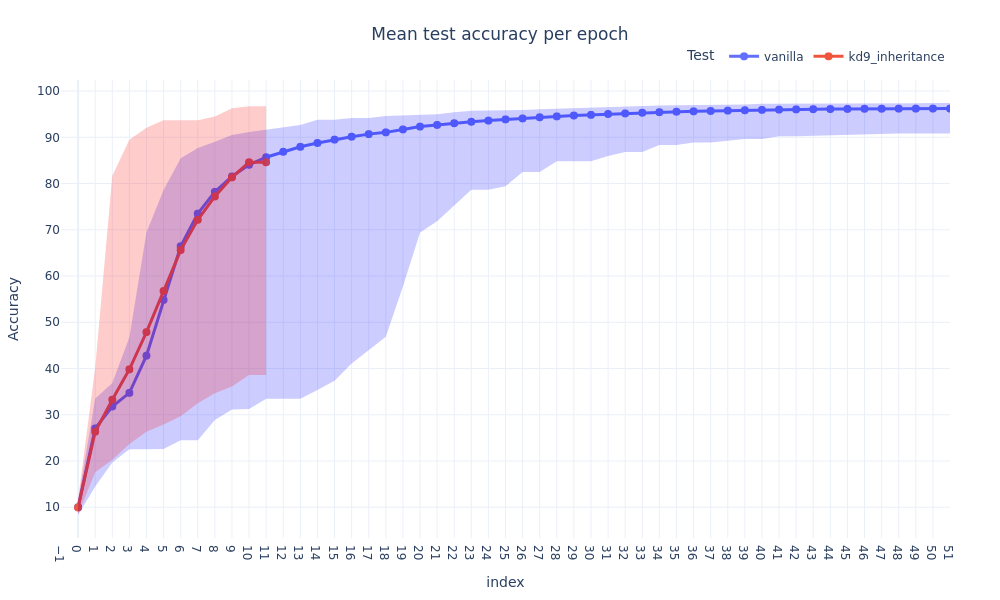 Mean test accuracy per epoch
Test vanilla kd9_inheritance
Accuracy
100
90
80
70
60
50
40
30
20
10
−1 0 1 2 3 4 5 6 7 8 9 10 11 12 13 14 15 16 17 18 19 20 21 22 23 24 25 26 27 28 29 30 31 32 33 34 35 36 37 38 39 40 41 42 43 44 45 46 47 48 49 50 51
index